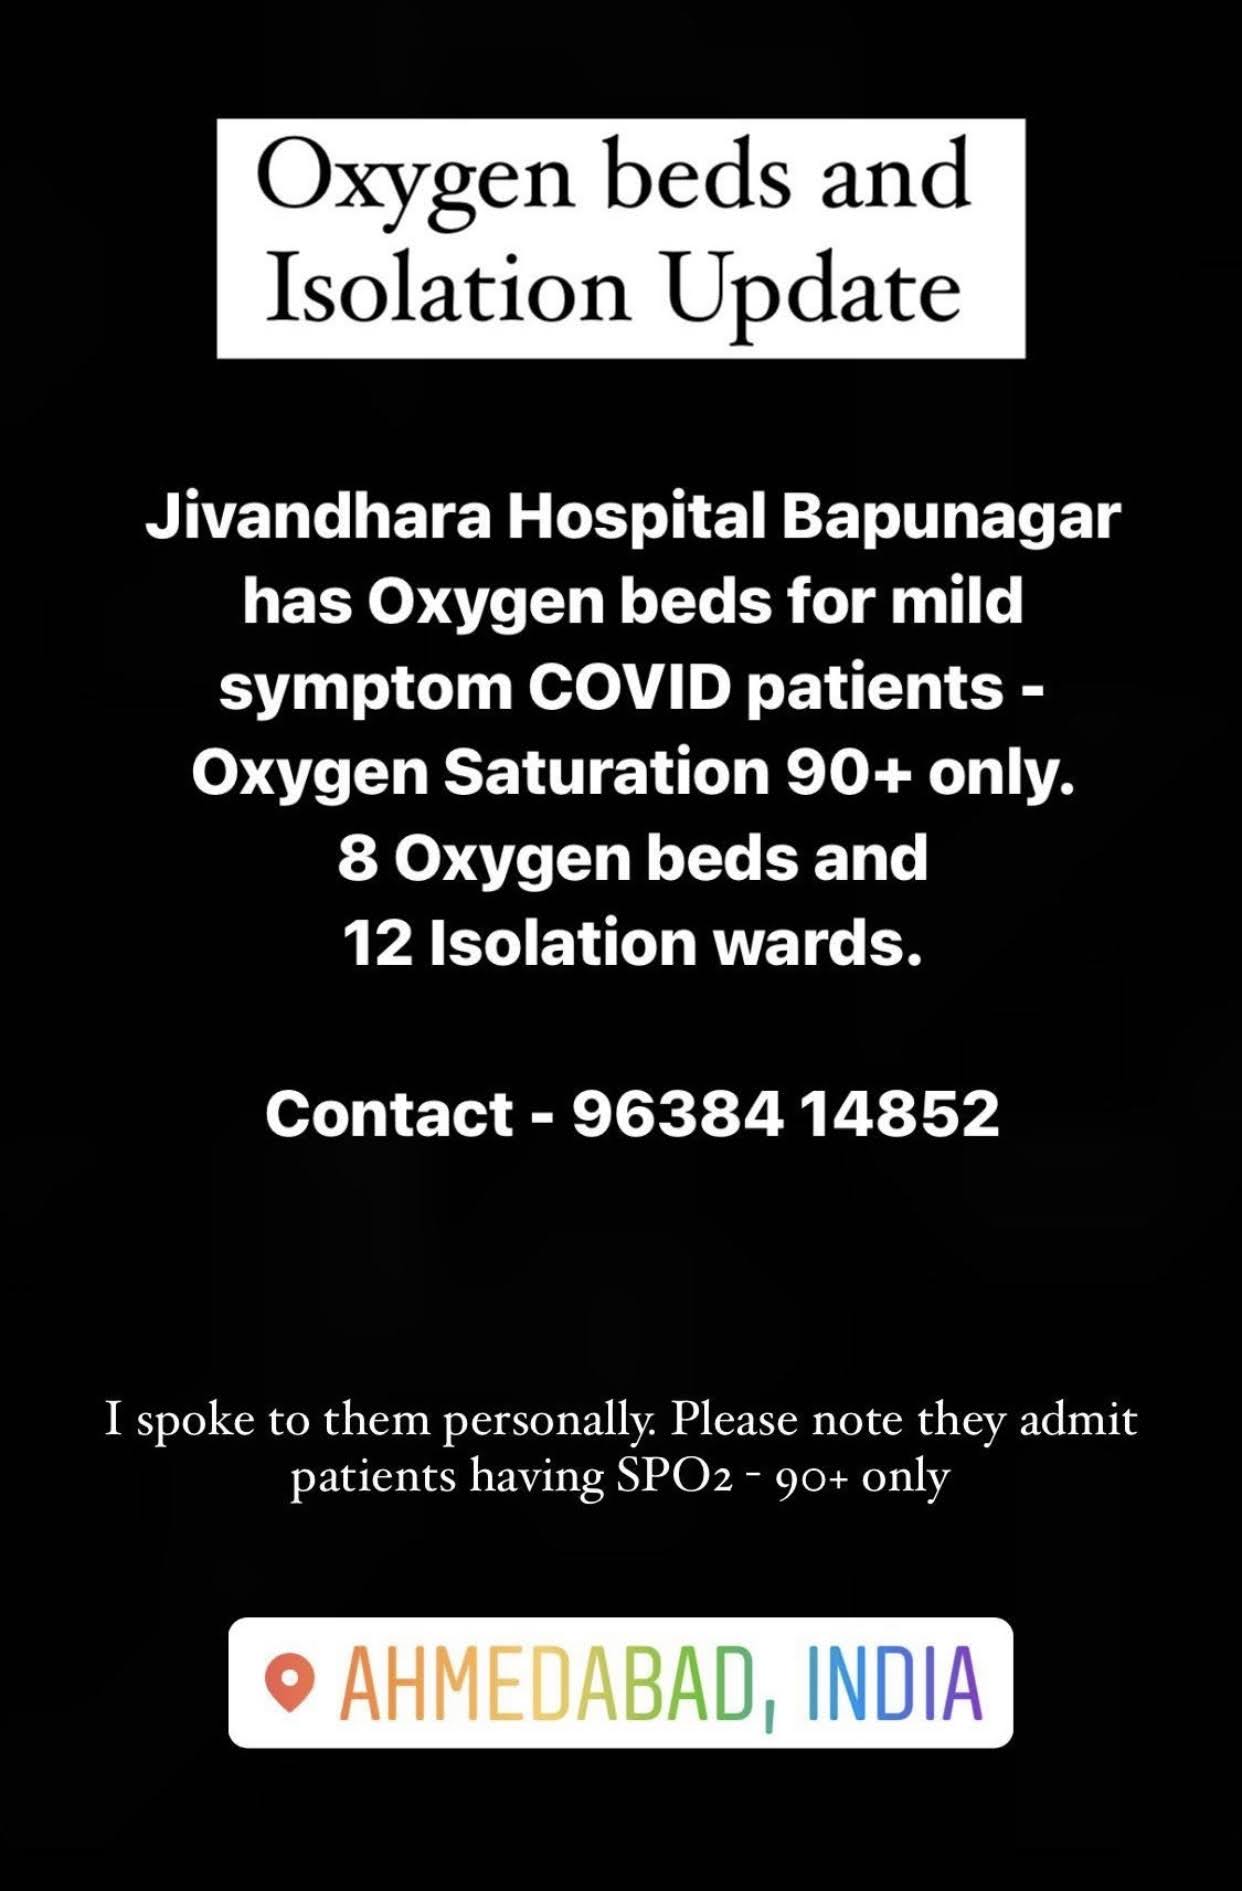 Oxygen beds and
Isolation Update
Jivandhara Hospital Bapunagar
has Oxygen beds for mild
symptom COVID patients -
Oxygen Saturation 90+ only.
8 Oxygen beds and
12 Isolation wards.
Contact - 96384 14852
I spoke to them personally. Please note they admit
patients having SPO2 - 90+ only
AHMEDABAD, INDIA